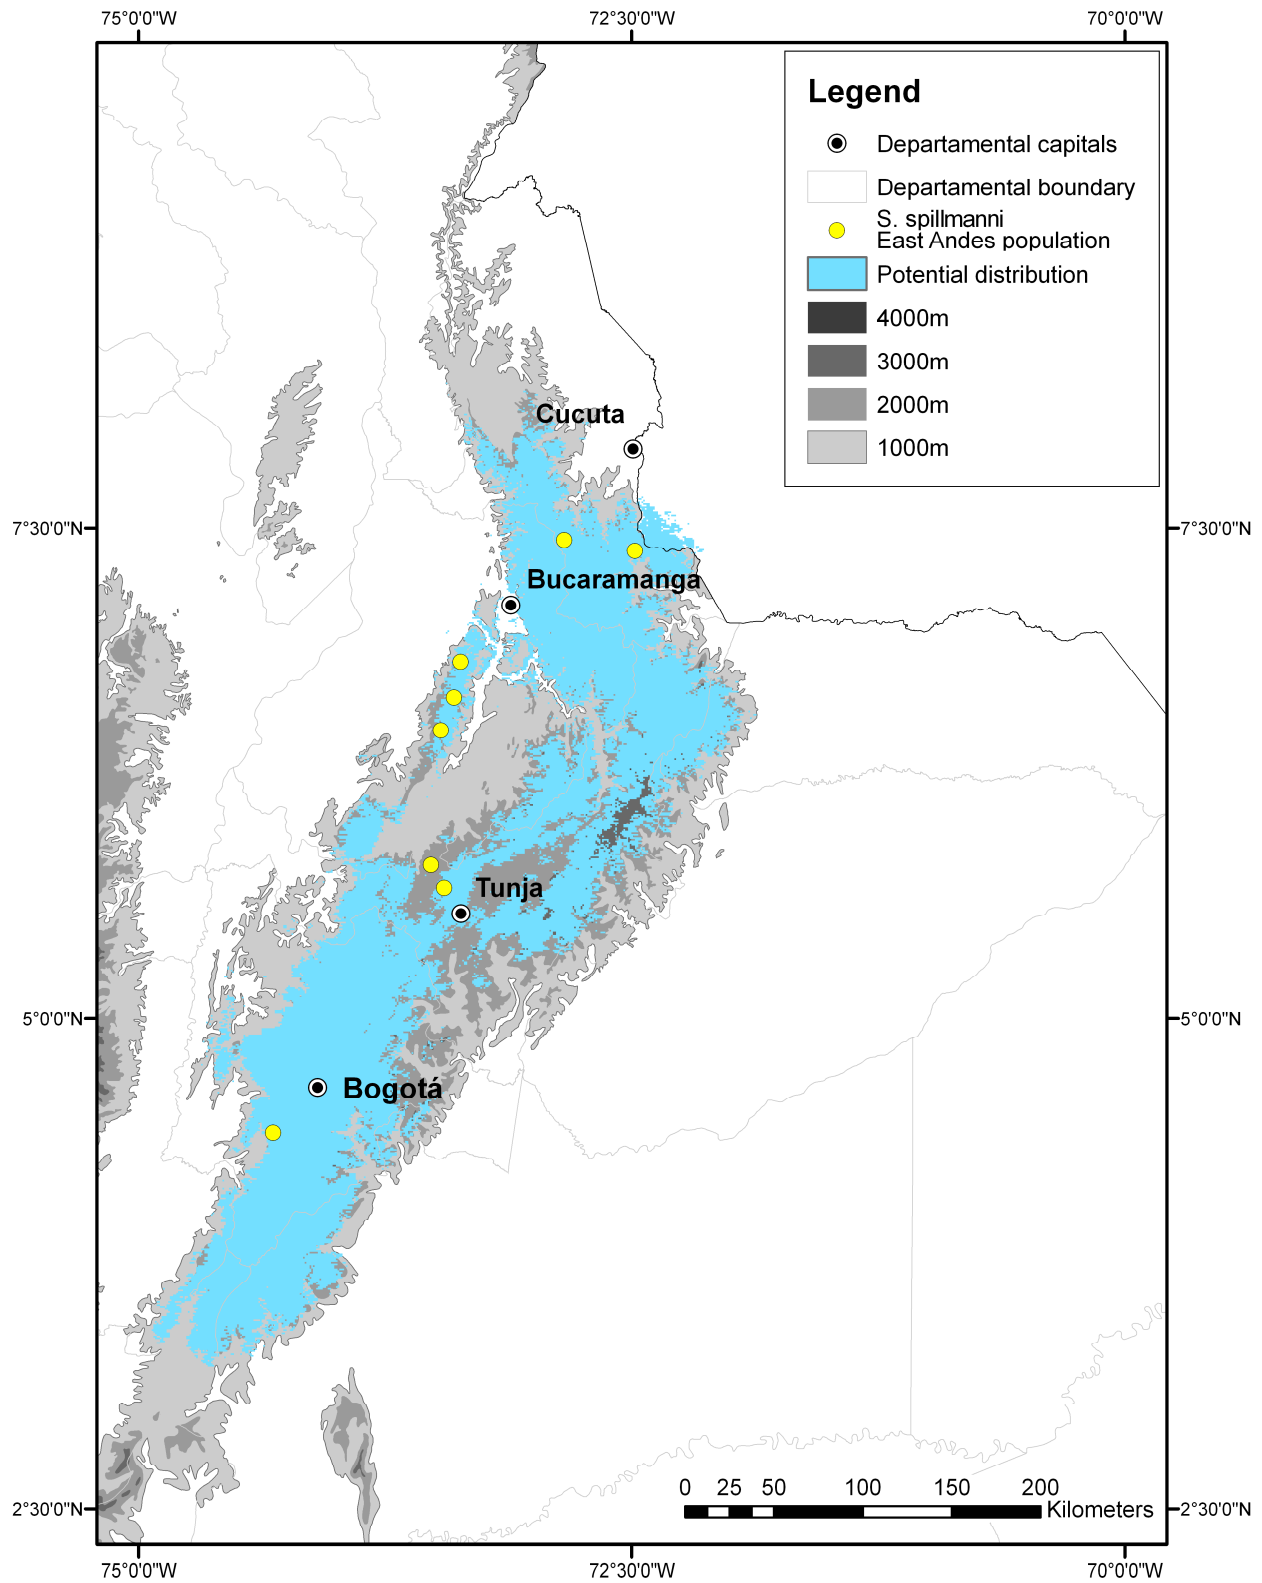 75°0'0"W 72°30'0"W 70°0'0"W
Legend
Departamental capitals
Departamental boundary
S. spillmanni
East Andes population
Potential distribution
4000m
3000m
2000m
1000m
Cucuta
7°30'0"N 7°30'0"N
Bucaramanga
Tunja
5°0'0"N 5°0'0"N
Bogotá
0 25 50 100 150 200
Kilometers
2°30'0"N 2°30'0"N
75°0'0"W 72°30'0"W 70°0'0"W